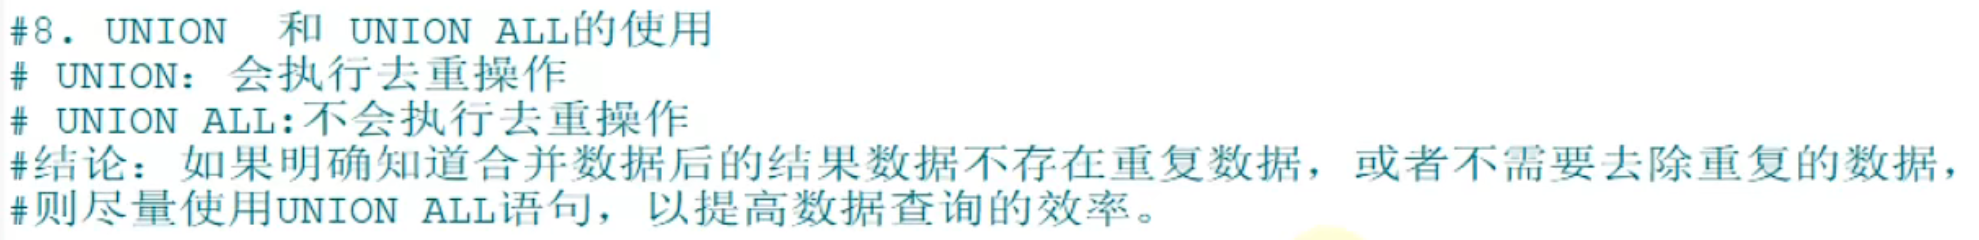 #8. UNION  和 UNION ALL的使用
# UNION：会执行去重操作
# UNION ALL:不会执行去重操作
#结论：如果明确知道合并数据后的结果数据不存在重复数据，或者不需要去除重复的数据，
#则尽量使用UNION ALL语句，以提高数据查询的效率。